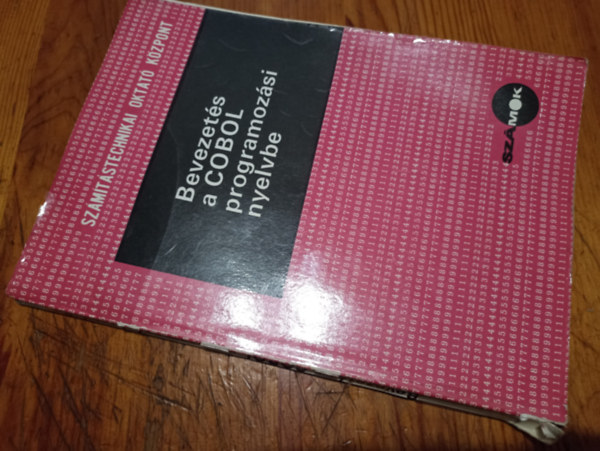 SZÁMÍTÁSTECHNIKAI OKTATÓ KÖZPONT
Bevezetés
a COBOL
programozási
nyelvbe
SZÁMOK